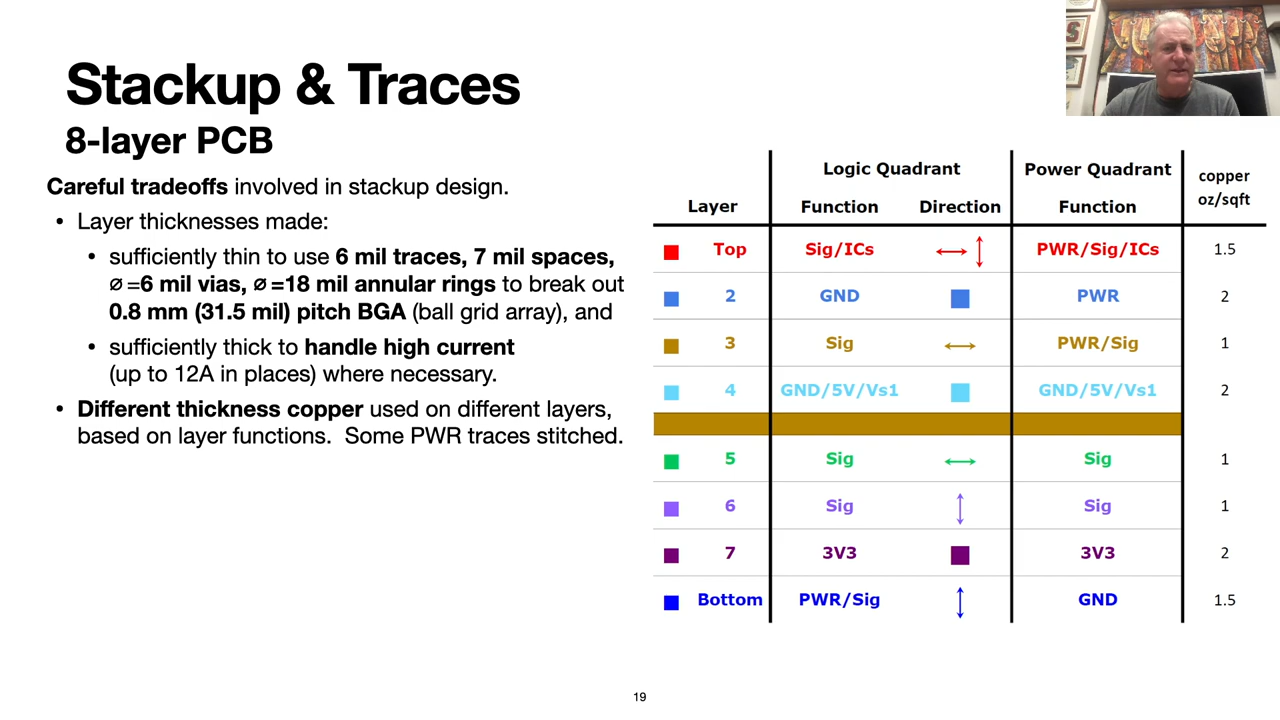 Stackup & Traces
8-layer PCB
Careful tradeoffs involved in stackup design.
• Layer thicknesses made:
• sufficiently thin to use 6 mil traces, 7 mil spaces,
⌀=6 mil vias, ⌀=18 mil annular rings to break out
0.8 mm (31.5 mil) pitch BGA (ball grid array), and
• sufficiently thick to handle high current
(up to 12A in places) where necessary.
• Different thickness copper used on different layers,
based on layer functions. Some PWR traces stitched.
Logic Quadrant Power Quadrant copper
oz/sqft
Layer Function Direction Function
Top Sig/ICs ↔ ↕ PWR/Sig/ICs 1.5
2 GND PWR 2
3 Sig ↔ PWR/Sig 1
4 GND/5V/Vs1 GND/5V/Vs1 2
5 Sig ↔ Sig 1
6 Sig ↕ Sig 1
7 3V3 3V3 2
Bottom PWR/Sig ↕ GND 1.5
19